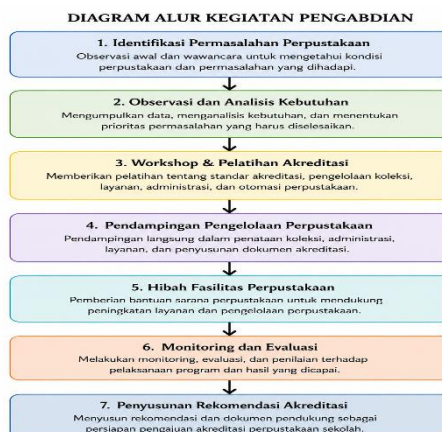 DIAGRAM ALUR KEGIATAN PENGABDIAN
1. Identifikasi Permasalahan Perpustakaan
Observasi awal dan wawancara untuk mengetahui kondisi
perpustakaan dan permasalahan yang dihadapi.
2. Observasi dan Analisis Kebutuhan
Mengumpulkan data, menganalisis kebutuhan, dan menentukan
prioritas permasalahan yang harus diselesaikan.
3. Workshop & Pelatihan Akreditasi
Memberikan pelatihan tentang standar akreditasi, pengelolaan koleksi,
layanan, administrasi, dan otomasi perpustakaan.
4. Pendampingan Pengelolaan Perpustakaan
Pendampingan langsung dalam penataan koleksi, administrasi,
layanan, dan penyusunan dokumen akreditasi.
5. Hibah Fasilitas Perpustakaan
Pemberian bantuan sarana perpustakaan untuk mendukung
peningkatan layanan dan pengelolaan perpustakaan.
6. Monitoring dan Evaluasi
Melakukan monitoring, evaluasi, dan penilaian terhadap
pelaksanaan program dan hasil yang dicapai.
7. Penyusunan Rekomendasi Akreditasi
Menyusun rekomendasi dan dokumen pendukung sebagai
persiapan pengajuan akreditasi perpustakaan sekolah.